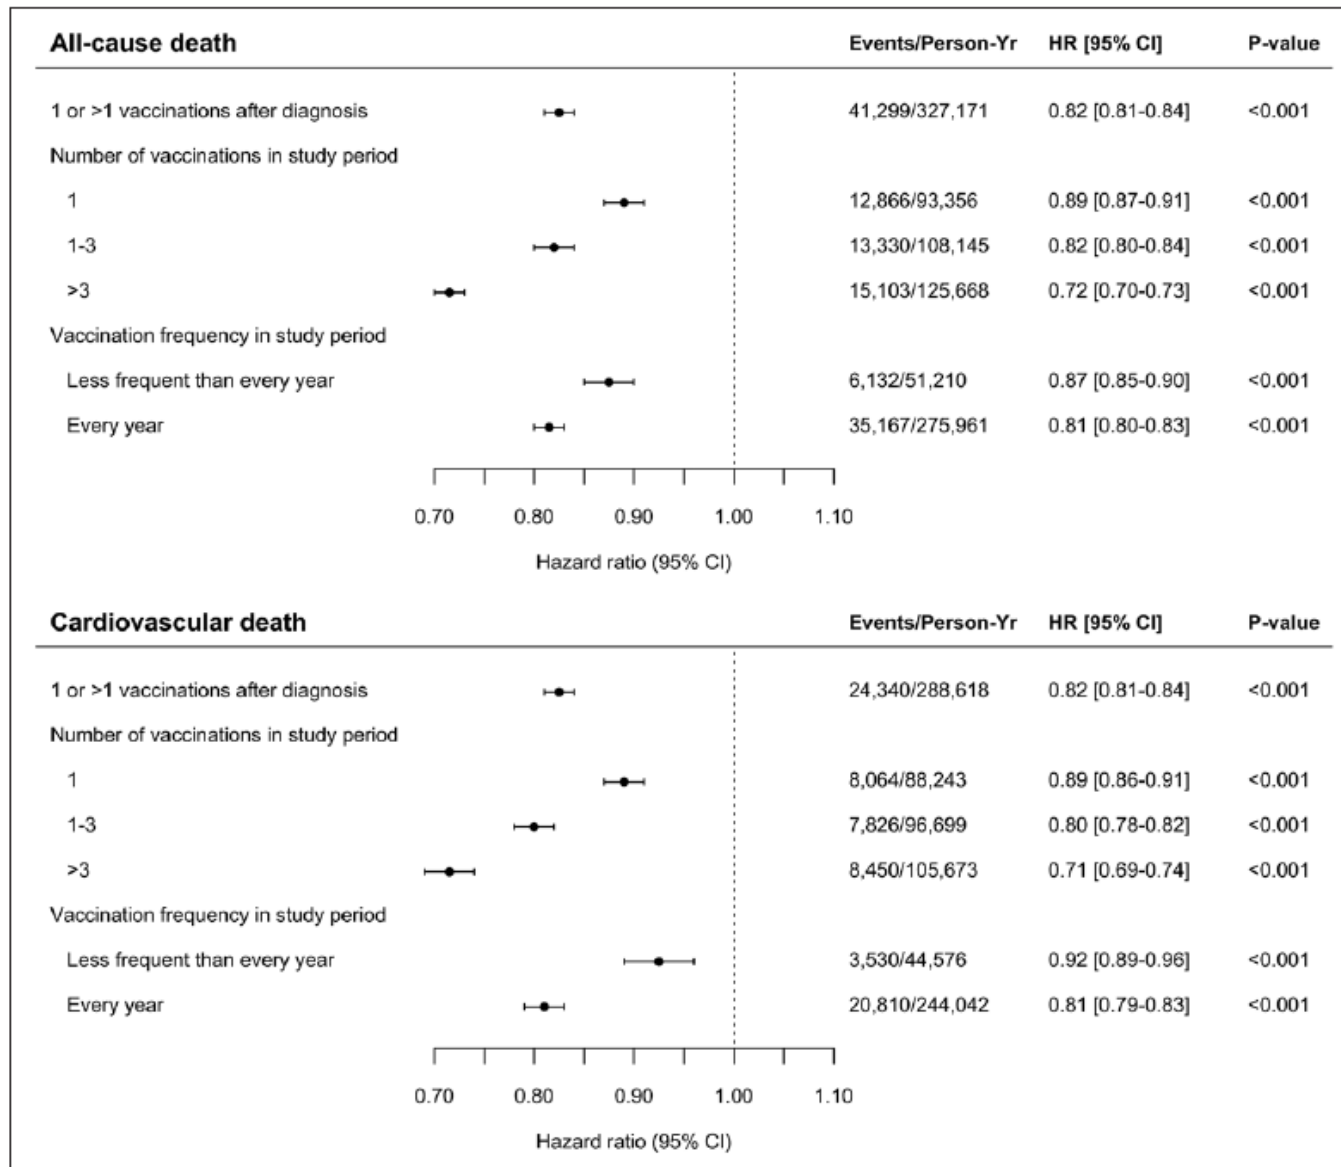 All-cause death Events/Person-Yr HR [95% CI] P-value
1 or >1 vaccinations after diagnosis 41,299/327,171 0.82 [0.81-0.84] <0.001
Number of vaccinations in study period
1 12,866/93,356 0.89 [0.87-0.91] <0.001
1-3 13,330/108,145 0.82 [0.80-0.84] <0.001
>3 15,103/125,668 0.72 [0.70-0.73] <0.001
Vaccination frequency in study period
Less frequent than every year 6,132/51,210 0.87 [0.85-0.90] <0.001
Every year 35,167/275,961 0.81 [0.80-0.83] <0.001
0.70 0.80 0.90 1.00 1.10
Hazard ratio (95% CI)
Cardiovascular death Events/Person-Yr HR [95% CI] P-value
1 or >1 vaccinations after diagnosis 24,340/288,618 0.82 [0.81-0.84] <0.001
Number of vaccinations in study period
1 8,064/88,243 0.89 [0.86-0.91] <0.001
1-3 7,826/96,699 0.80 [0.78-0.82] <0.001
>3 8,450/105,673 0.71 [0.69-0.74] <0.001
Vaccination frequency in study period
Less frequent than every year 3,530/44,576 0.92 [0.89-0.96] <0.001
Every year 20,810/244,042 0.81 [0.79-0.83] <0.001
0.70 0.80 0.90 1.00 1.10
Hazard ratio (95% CI)